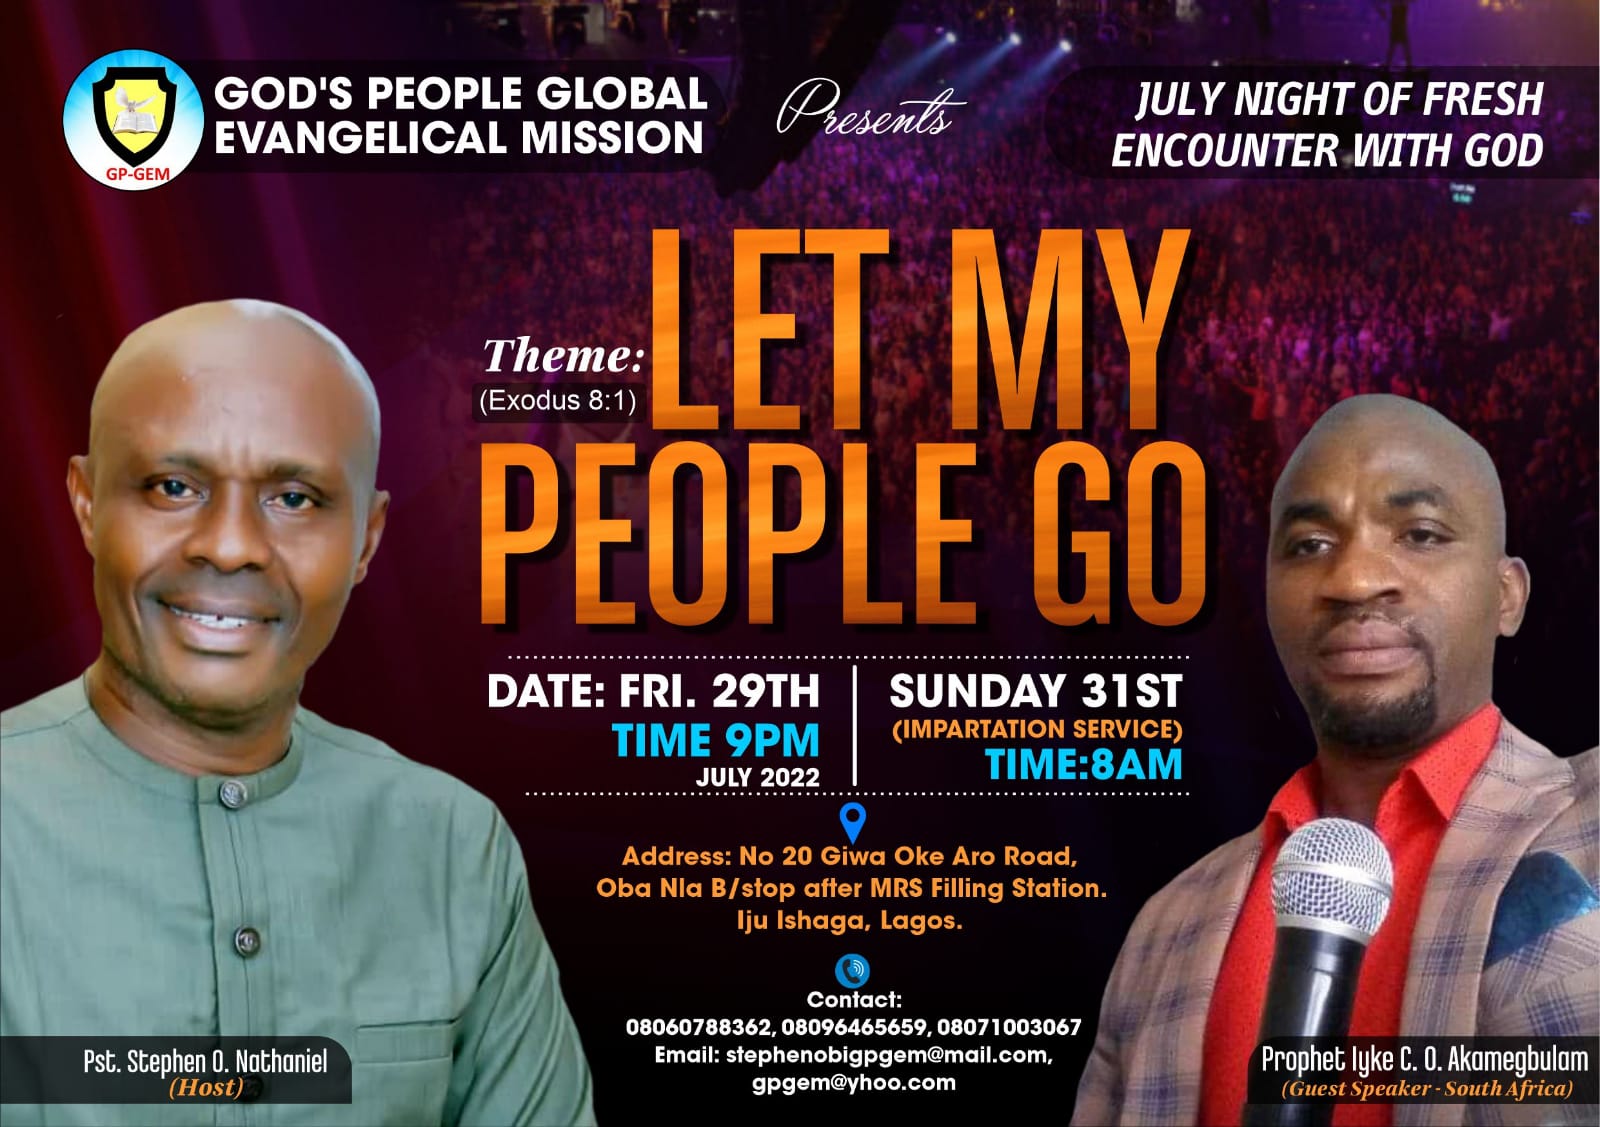 GP-GEM
GOD'S PEOPLE GLOBAL
EVANGELICAL MISSION
Presents
JULY NIGHT OF FRESH
ENCOUNTER WITH GOD
Theme:
(Exodus 8:1)
LET MY
PEOPLE GO
DATE: FRI. 29TH
TIME 9PM
JULY 2022
SUNDAY 31ST
(IMPARTATION SERVICE)
TIME:8AM
Address: No 20 Giwa Oke Aro Road,
Oba Nla B/stop after MRS Filling Station.
Iju Ishaga, Lagos.
Contact:
08060788362, 08096465659, 08071003067
Email: stephenobigpgem@mail.com,
gpgem@yhoo.com
Pst. Stephen O. Nathaniel
(Host)
Prophet Iyke C. O. Akamegbulam
(Guest Speaker - South Africa)